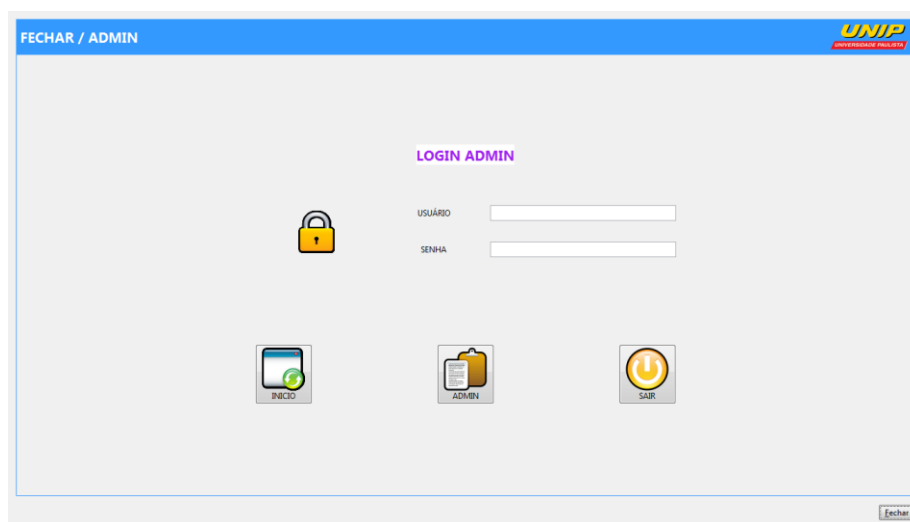 FECHAR / ADMIN
UNIP
UNIVERSIDADE PAULISTA
LOGIN ADMIN
USUÁRIO
SENHA
INICIO
ADMIN
SAIR
Fechar